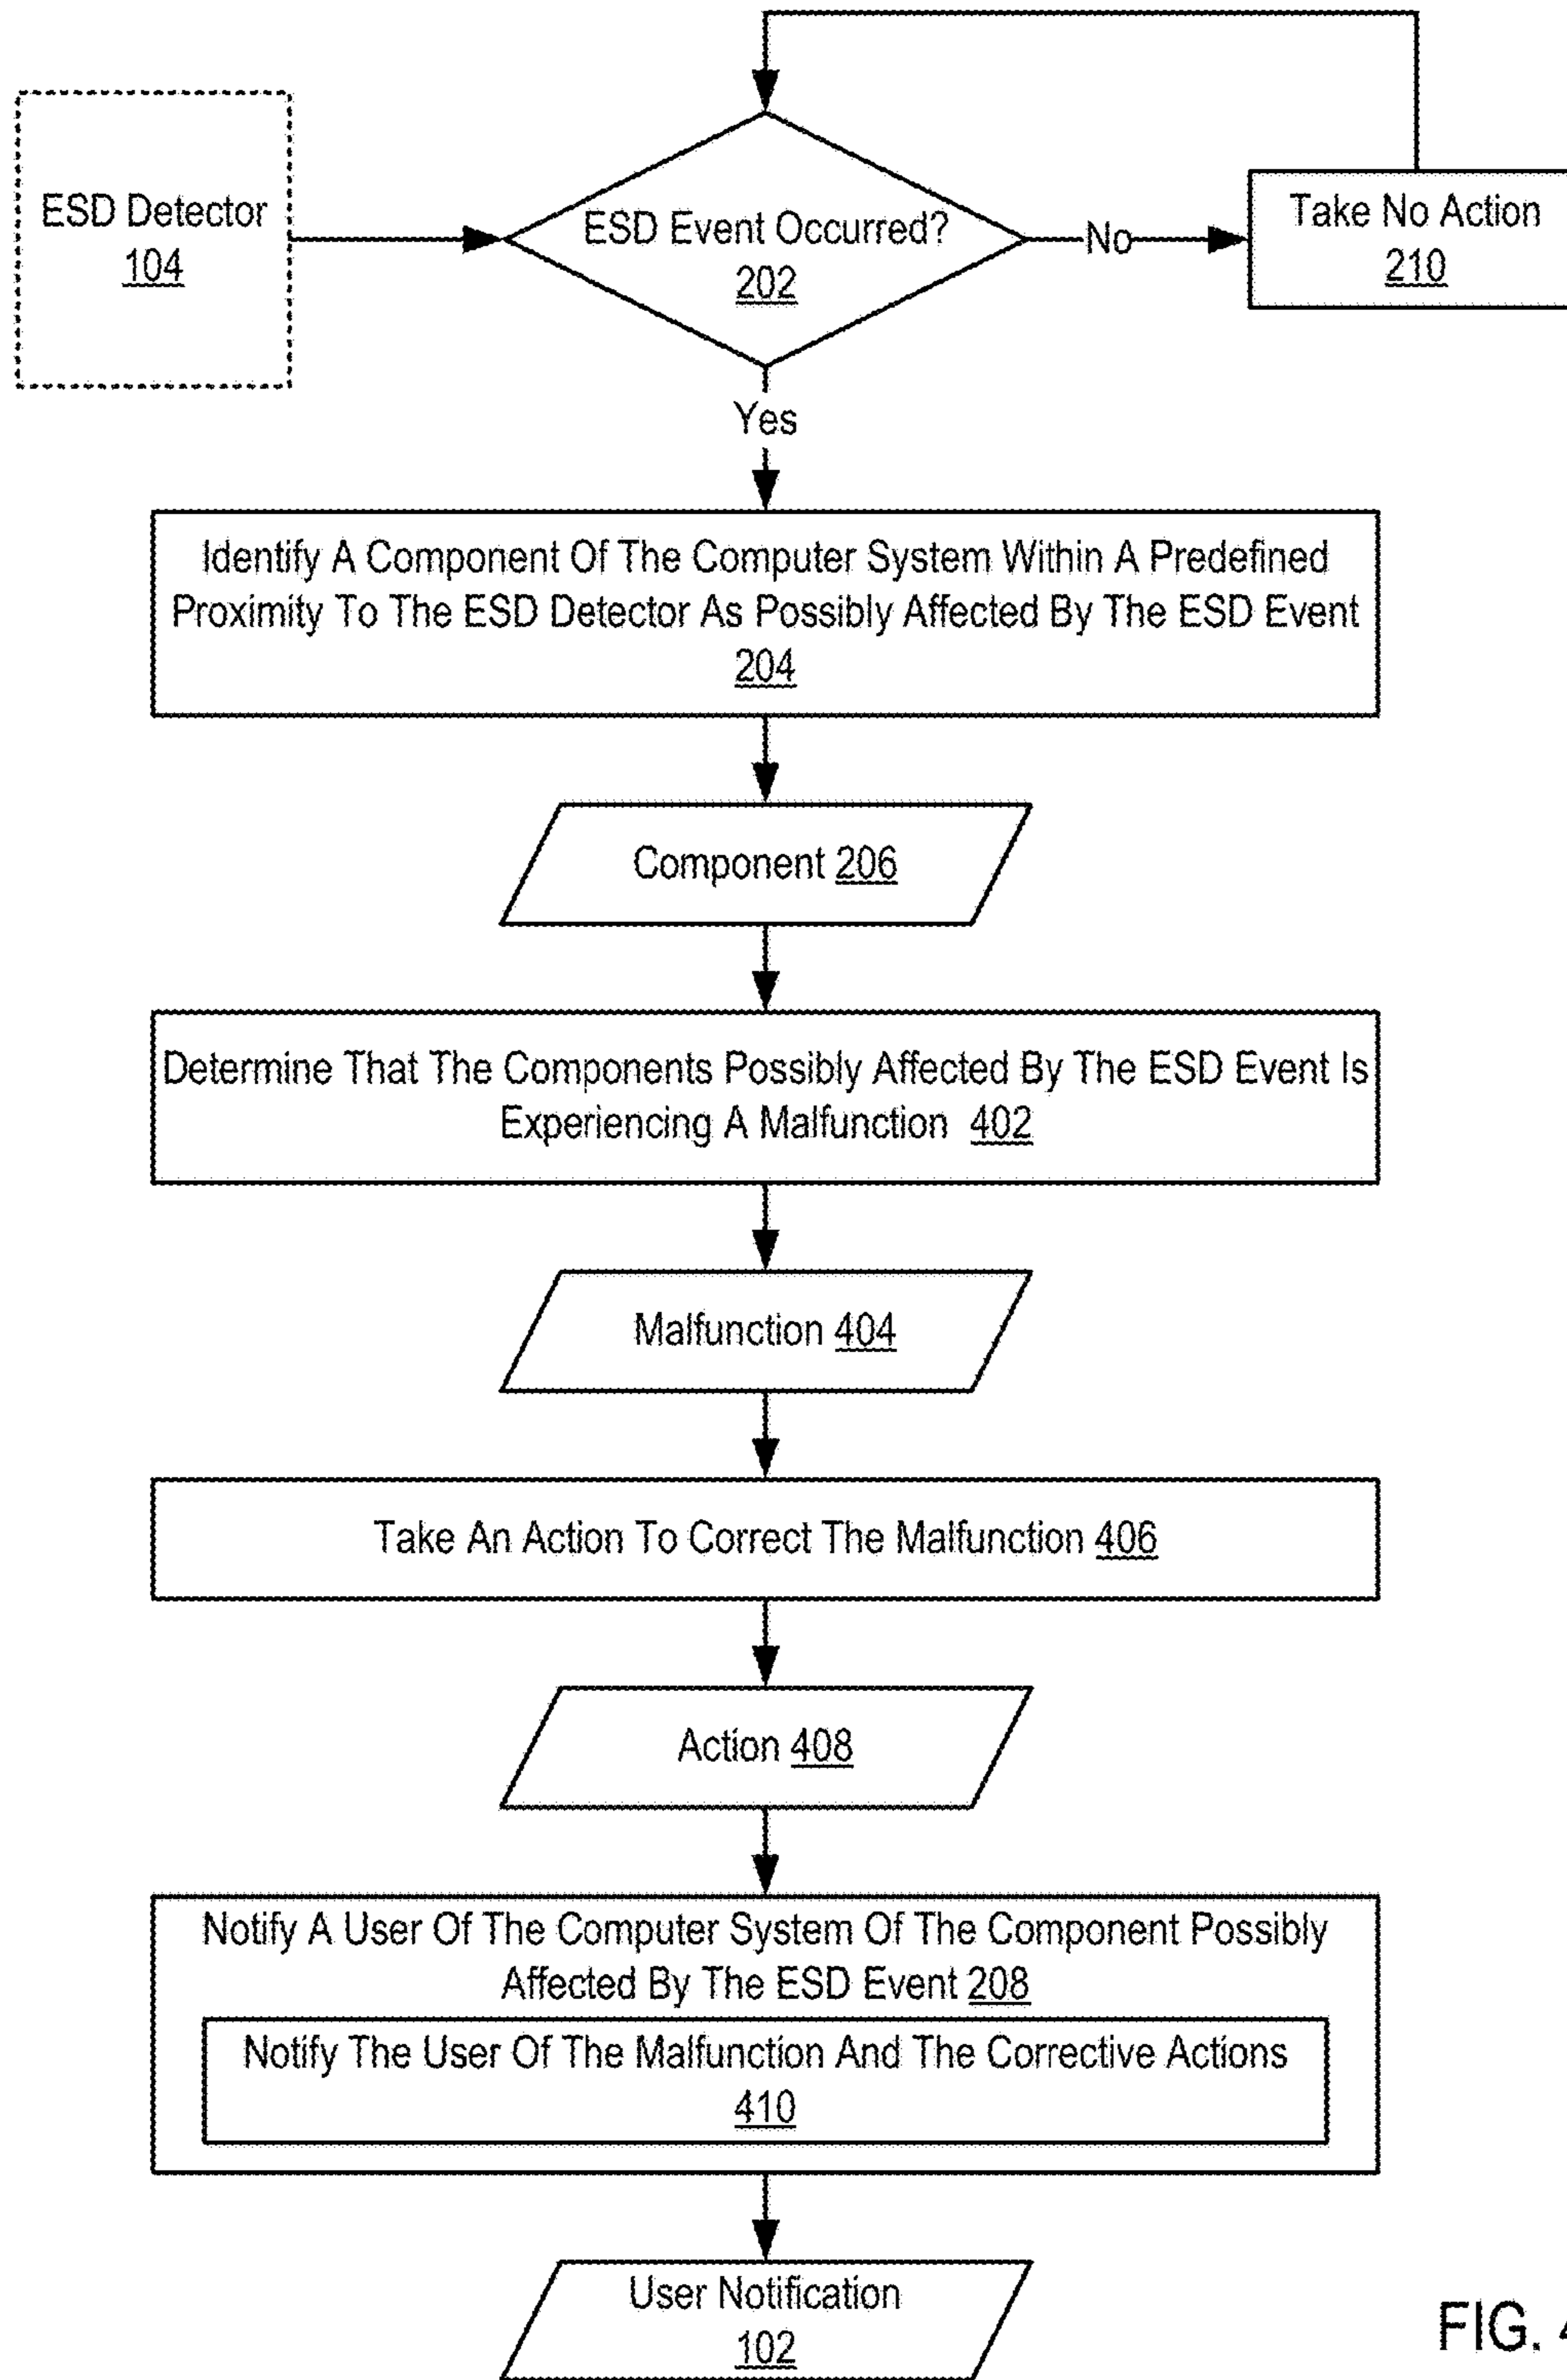 ESD Detector
104
ESD Event Occurred?
202
No
Take No Action
210
Yes
Identify A Component Of The Computer System Within A Predefined
Proximity To The ESD Detector As Possibly Affected By The ESD Event
204
Component 206
Determine That The Components Possibly Affected By The ESD Event Is
Experiencing A Malfunction 402
Malfunction 404
Take An Action To Correct The Malfunction 406
Action 408
Notify A User Of The Computer System Of The Component Possibly
Affected By The ESD Event 208
Notify The User Of The Malfunction And The Corrective Actions
410
User Notification
102
FIG. 4